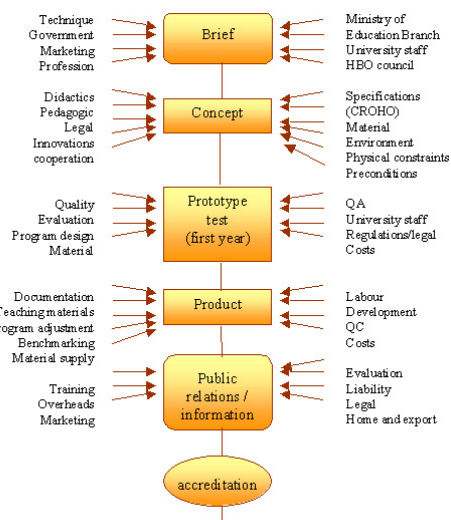 Technique
Government
Marketing
Profession
Brief
Ministry of
Education Branch
University staff
HBO council
Didactics
Pedagogic
Legal
Innovations
cooperation
Concept
Specifications
(CROHO)
Material
Environment
Physical constraints
Preconditions
Quality
Evaluation
Program design
Material
Prototype
test
(first year)
QA
University staff
Regulations/legal
Costs
Documentation
Teaching materials
rogram adjustment
Benchmarking
Material supply
Product
Labour
Development
QC
Costs
Training
Overheads
Marketing
Public
relations /
information
Evaluation
Liability
Legal
Home and export
accreditation